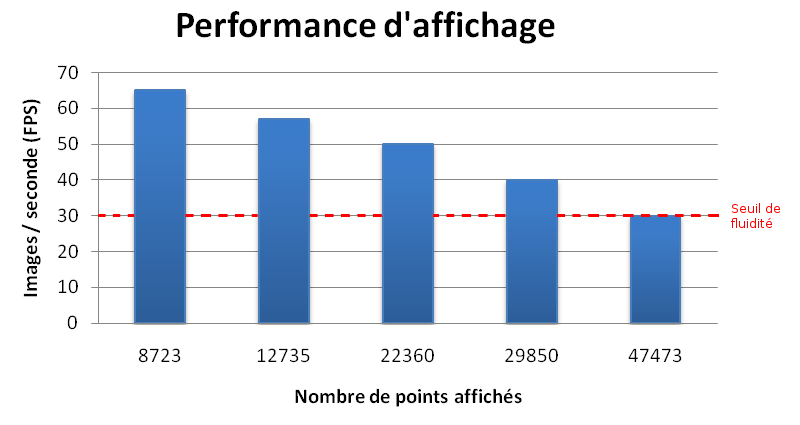 Performance d'affichage
Images / seconde (FPS)
70
60
50
40
30
20
10
0
Seuil de
fluidité
8723 12735 22360 29850 47473
Nombre de points affichés